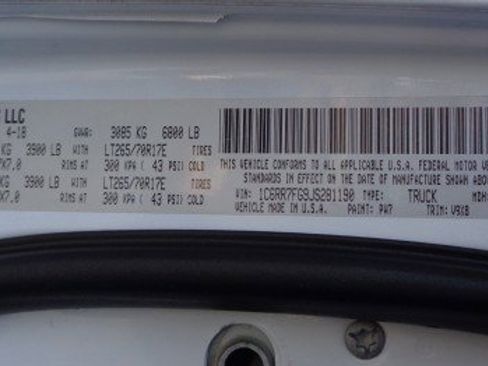 LLC
4-18 GVWR: 3085 KG 6800 LB
KG 3900 LB WITH LT265/70R17E TIRES
X7.0 RIMS AT 300 KPA ( 43 PSI) COLD
KG 3900 LB WITH LT265/70R17E TIRES
X7.0 RIMS AT 300 KPA ( 43 PSI) COLD
THIS VEHICLE CONFORMS TO ALL APPLICABLE U.S.A. FEDERAL MOTOR
STANDARDS IN EFFECT ON THE DATE OF MANUFACTURE SHOWN
VIN: 1C6RR7FG9JS281190 TYPE: TRUCK
VEHICLE MADE IN U.S.A. PAINT: PW7 TRIM: V9X8